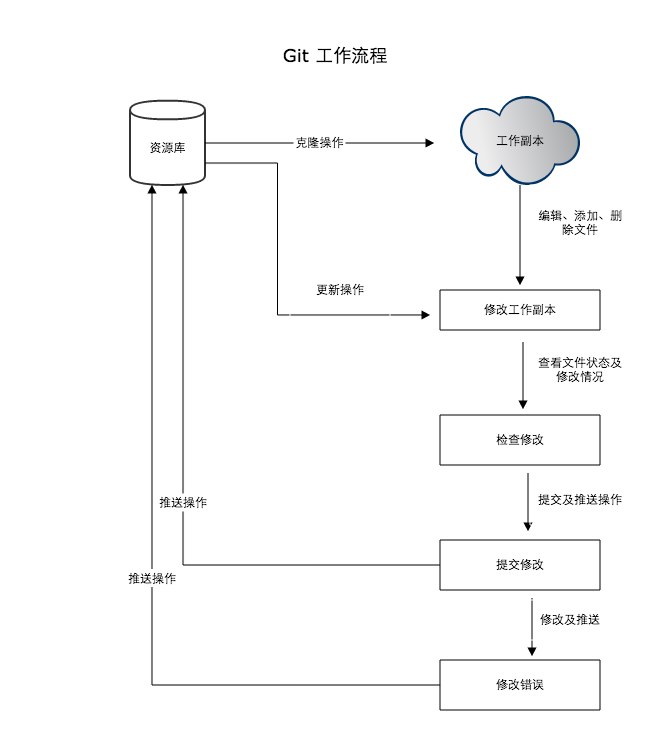 Git 工作流程
资源库
克隆操作
工作副本
编辑、添加、删
除文件
更新操作
修改工作副本
查看文件状态及
修改情况
检查修改
推送操作
提交及推送操作
提交修改
推送操作
修改及推送
修改错误